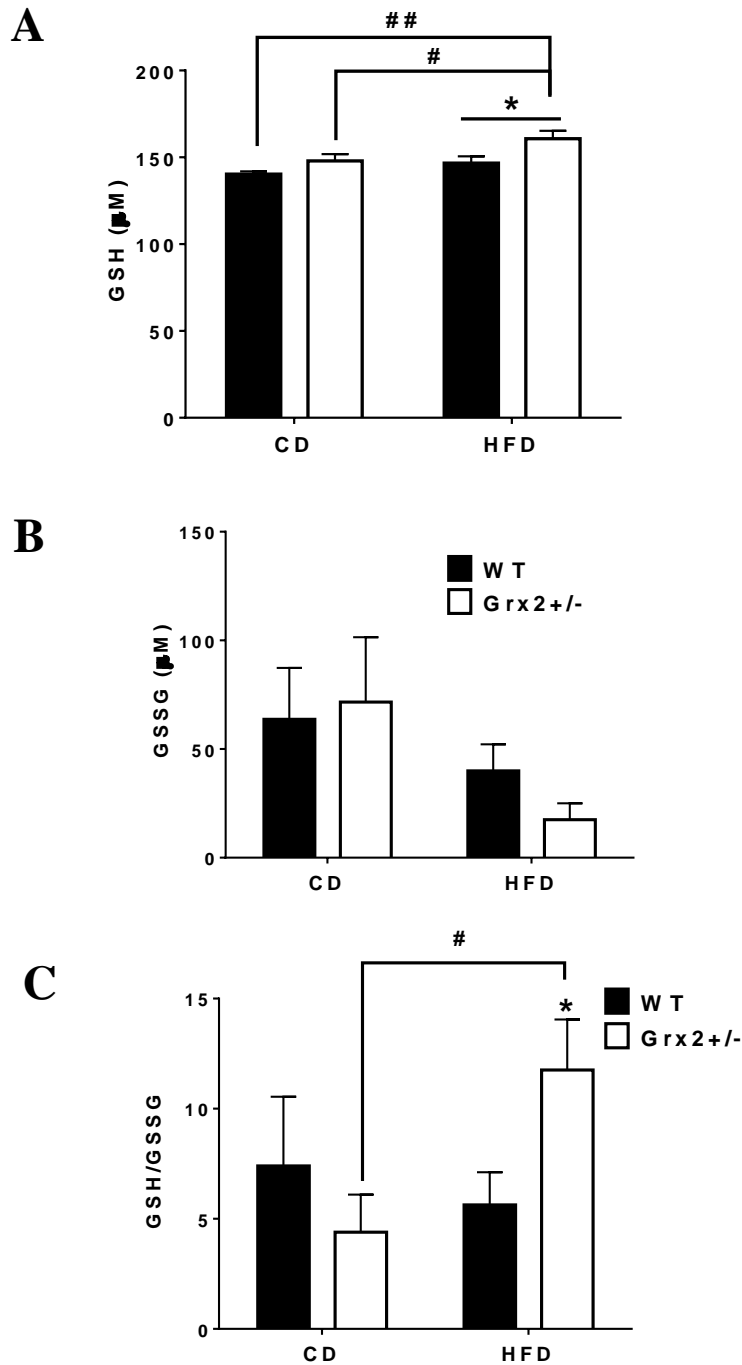 A
##
#
*
200
150
100
50
0
GSH (μM)
CD
HFD
B
150
100
50
0
GSSG (μM)
WT
Grx2+/-
CD
HFD
C
#
*
15
10
5
0
GSH/GSSG
WT
Grx2+/-
CD
HFD